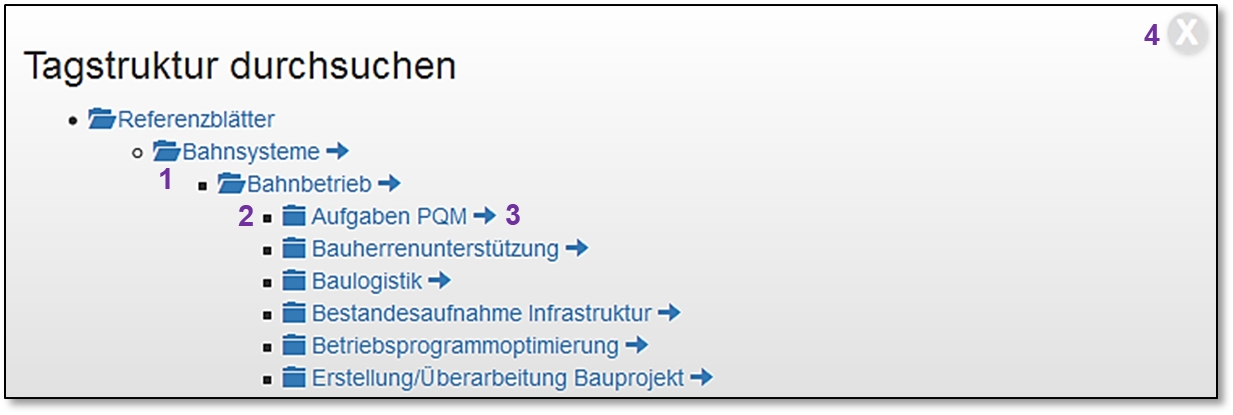 4 X
Tagstruktur durchsuchen
Referenzblätter
Bahnsysteme
1 Bahnbetrieb
2 Aufgaben PQM 3
Bauherrenunterstützung
Baulogistik
Bestandesaufnahme Infrastruktur
Betriebsprogrammoptimierung
Erstellung/Überarbeitung Bauprojekt